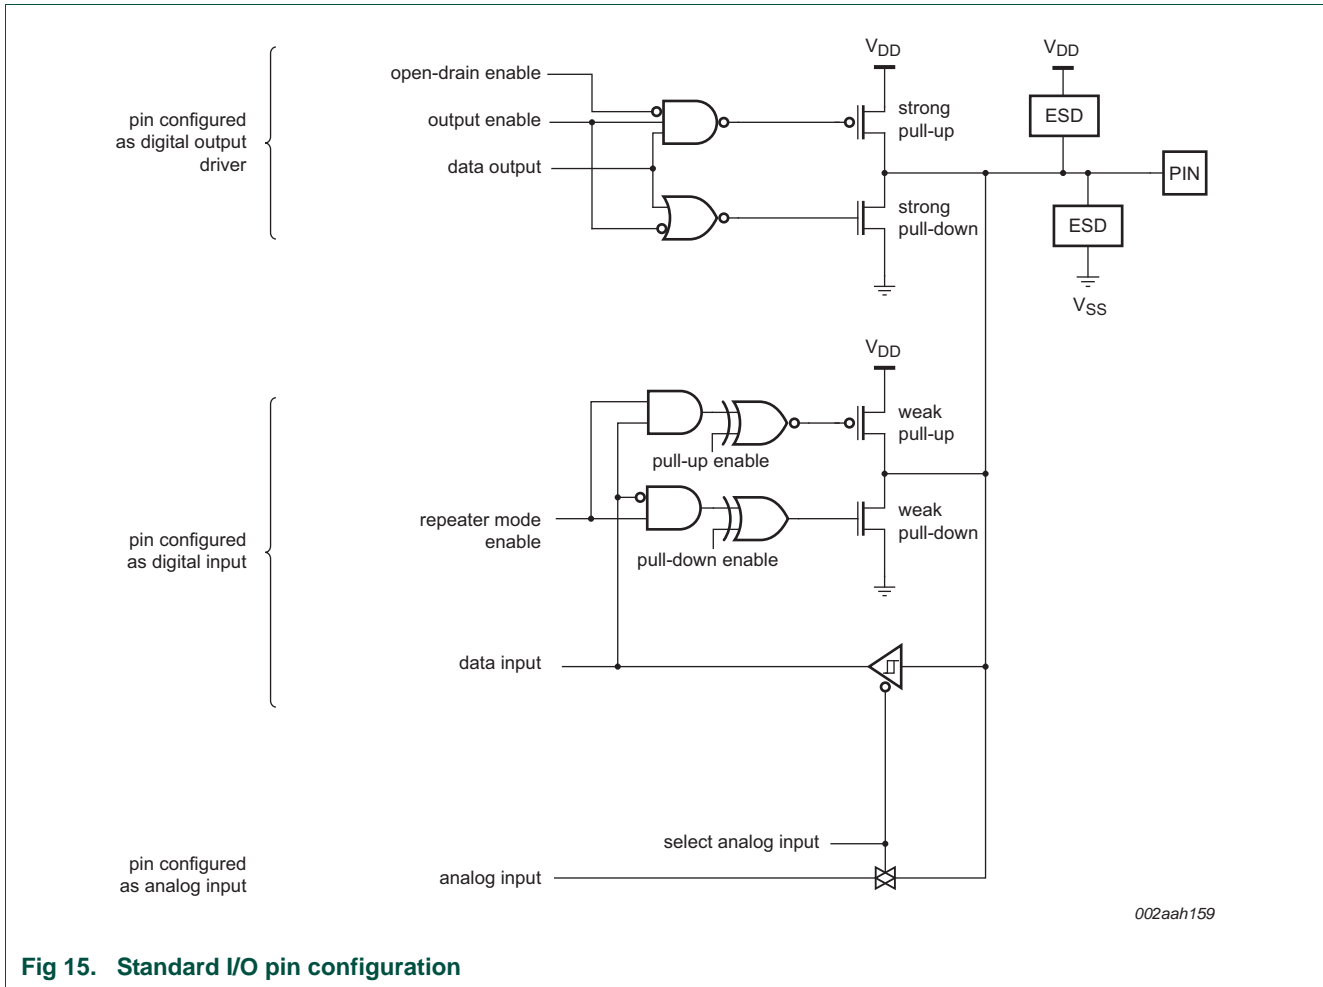 pin configured
as digital output
driver
open-drain enable
output enable
data output
VDD
strong
pull-up
strong
pull-down
VDD
ESD
PIN
ESD
VSS
pin configured
as digital input
VDD
weak
pull-up
pull-up enable
repeater mode
enable
weak
pull-down
pull-down enable
data input
select analog input
pin configured
as analog input
analog input
002aah159
Fig 15. Standard I/O pin configuration